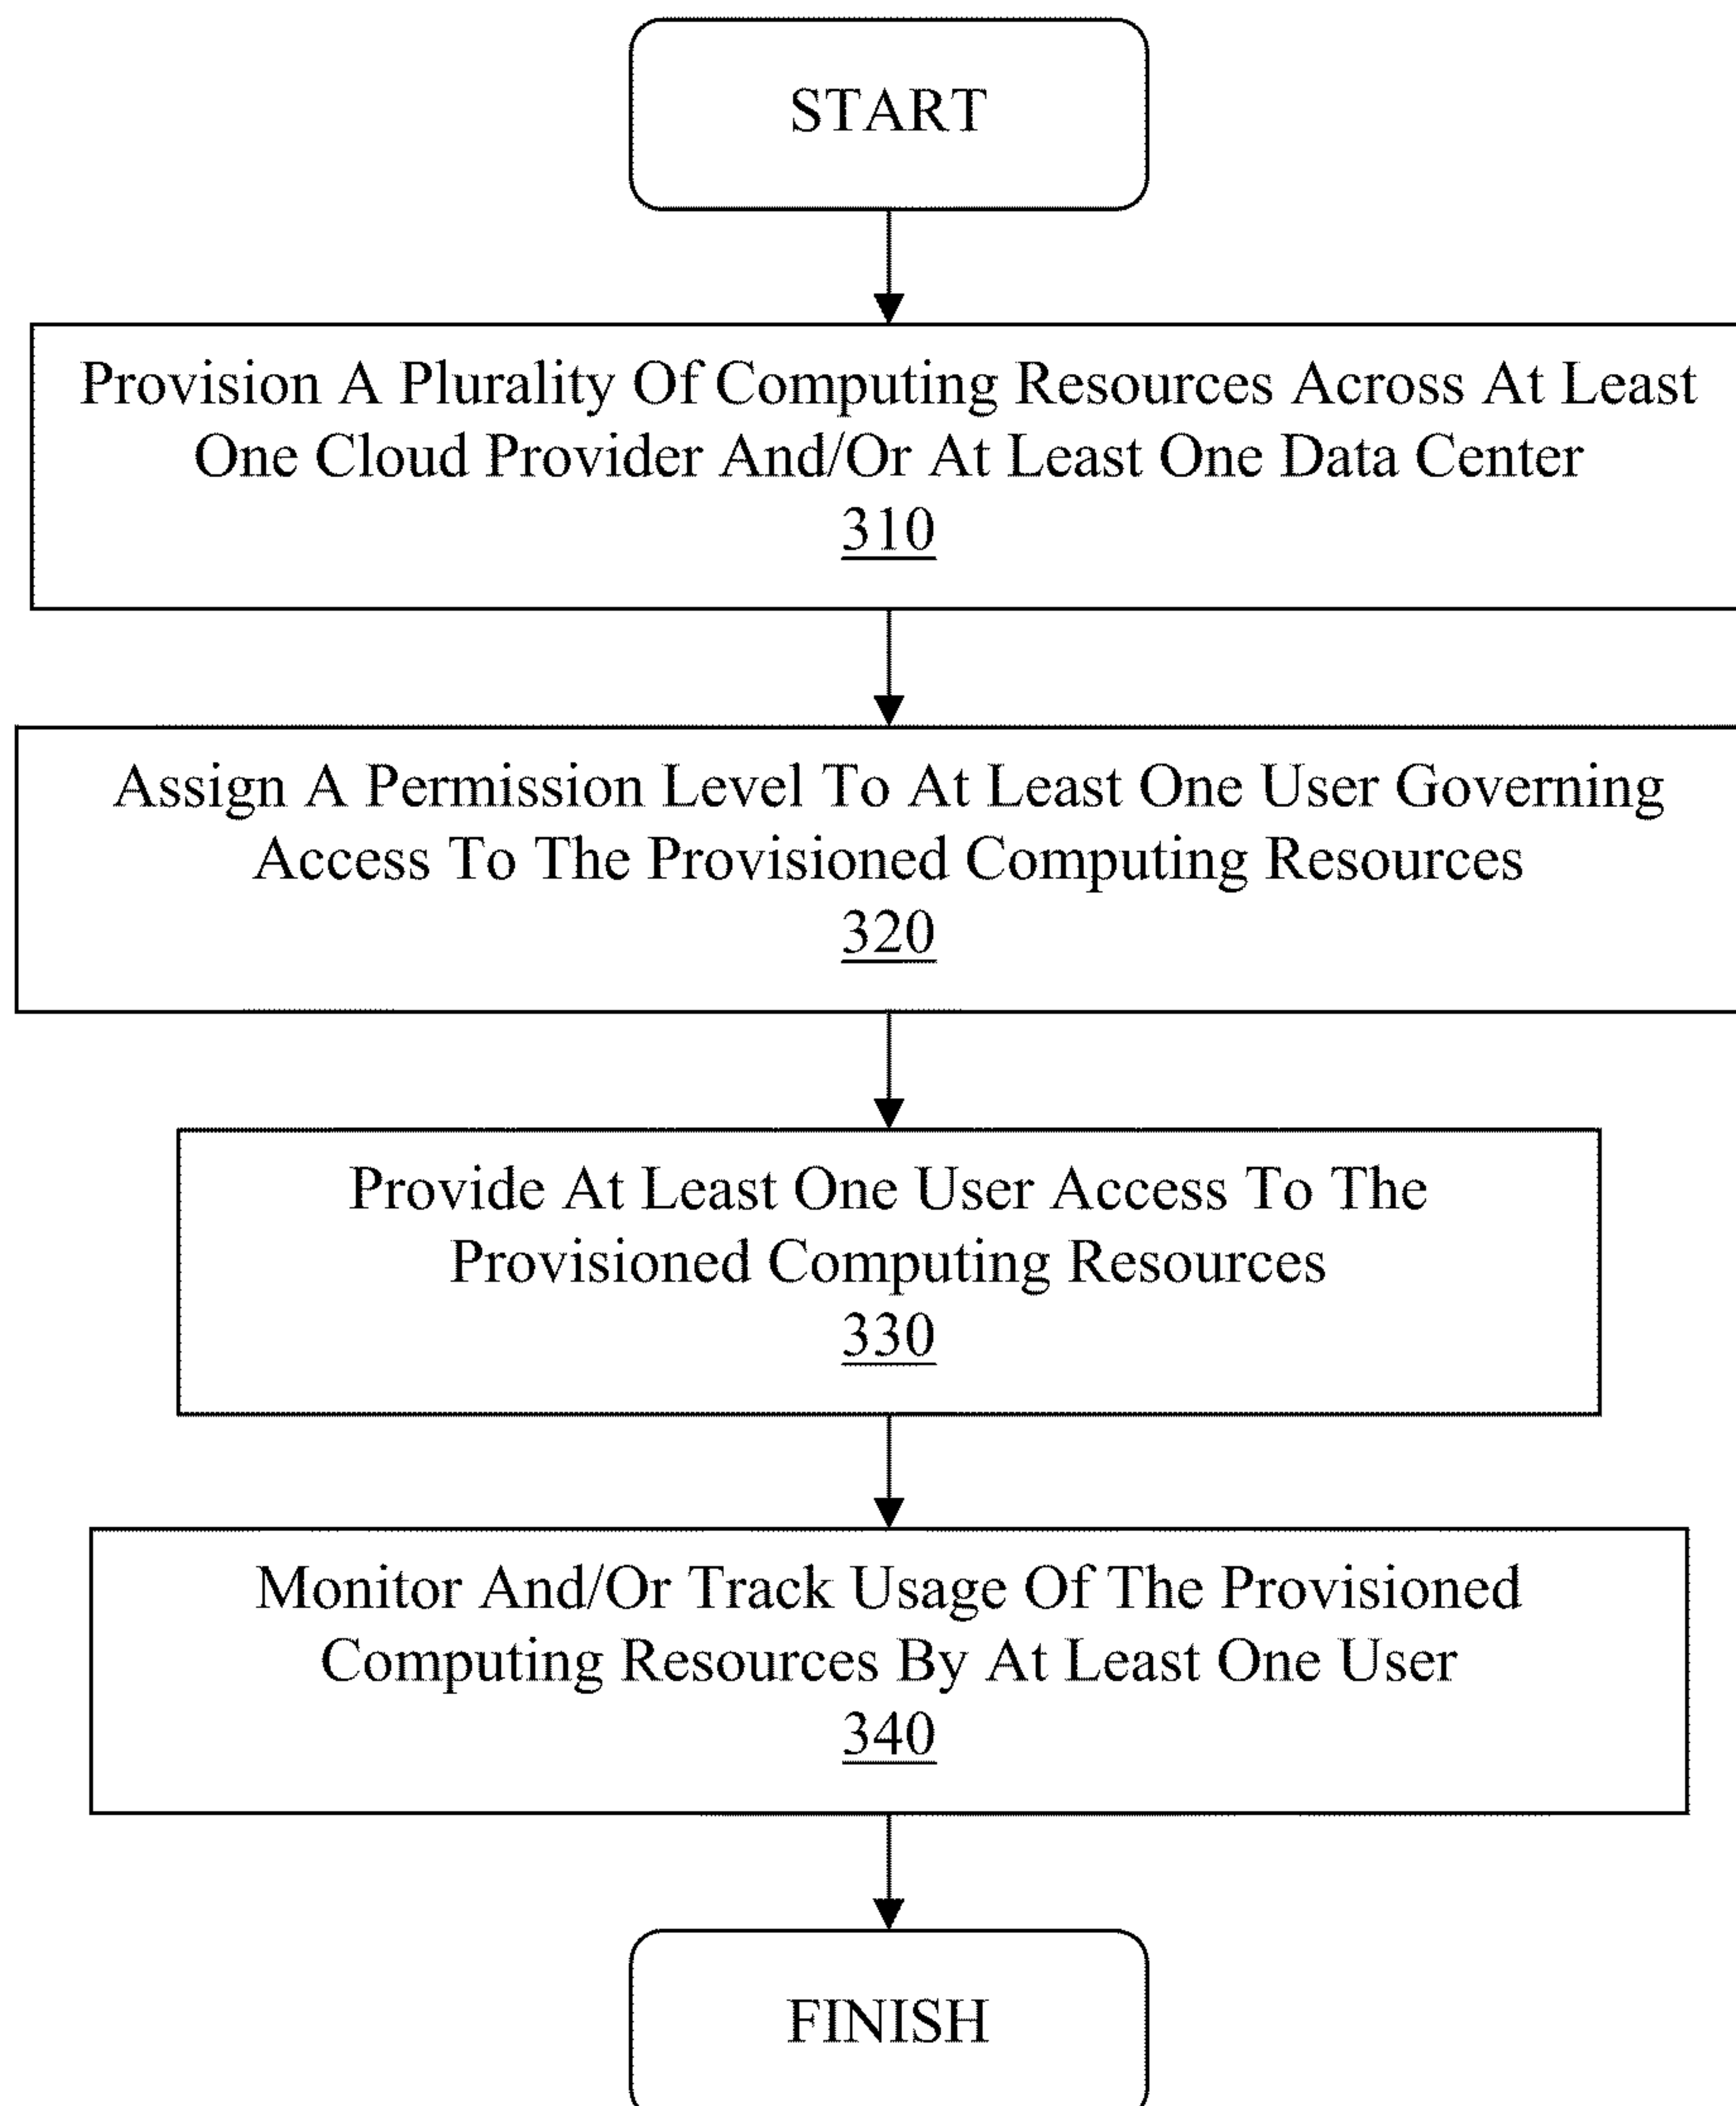 START
Provision A Plurality Of Computing Resources Across At Least
One Cloud Provider And/Or At Least One Data Center
310
Assign A Permission Level To At Least One User Governing
Access To The Provisioned Computing Resources
320
Provide At Least One User Access To The
Provisioned Computing Resources
330
Monitor And/Or Track Usage Of The Provisioned
Computing Resources By At Least One User
340
FINISH